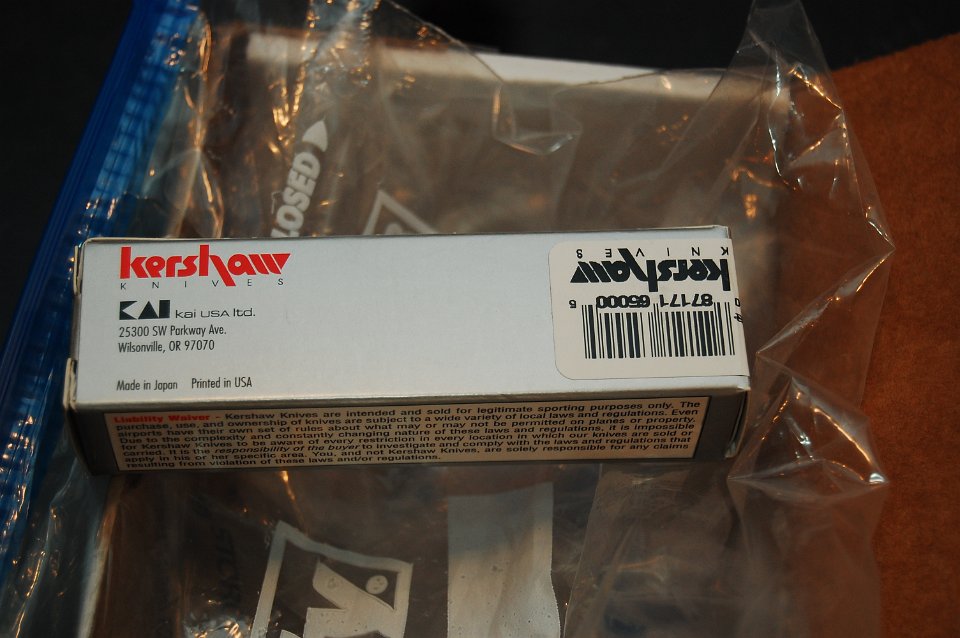 LOSED
kershaw
KNIVES
KAI kai USA ltd.
25300 SW Parkway Ave.
Wilsonville, OR 97070
Made in Japan Printed in USA
kershaw
KNIVES
87171 65000 5
Liability Waiver - Kershaw Knives are intended and sold for legitimate sporting purposes only. The
purchase, use, and ownership of knives are subject to a wide variety of local laws and regulations. Even
airports have their own set of rules about what may or may not be permitted on planes or property.
Due to the complexity and constantly changing nature of these laws and regulations, it is impossible
for Kershaw Knives to be aware of every restriction in every location in which our knives are sold or
carried. It is the responsibility of the buyer to investigate and comply with the laws and regulations that
apply in his or her specific area. You, and not Kershaw Knives, are solely responsible for any claims
resulting from violation of these laws and/or regulations.